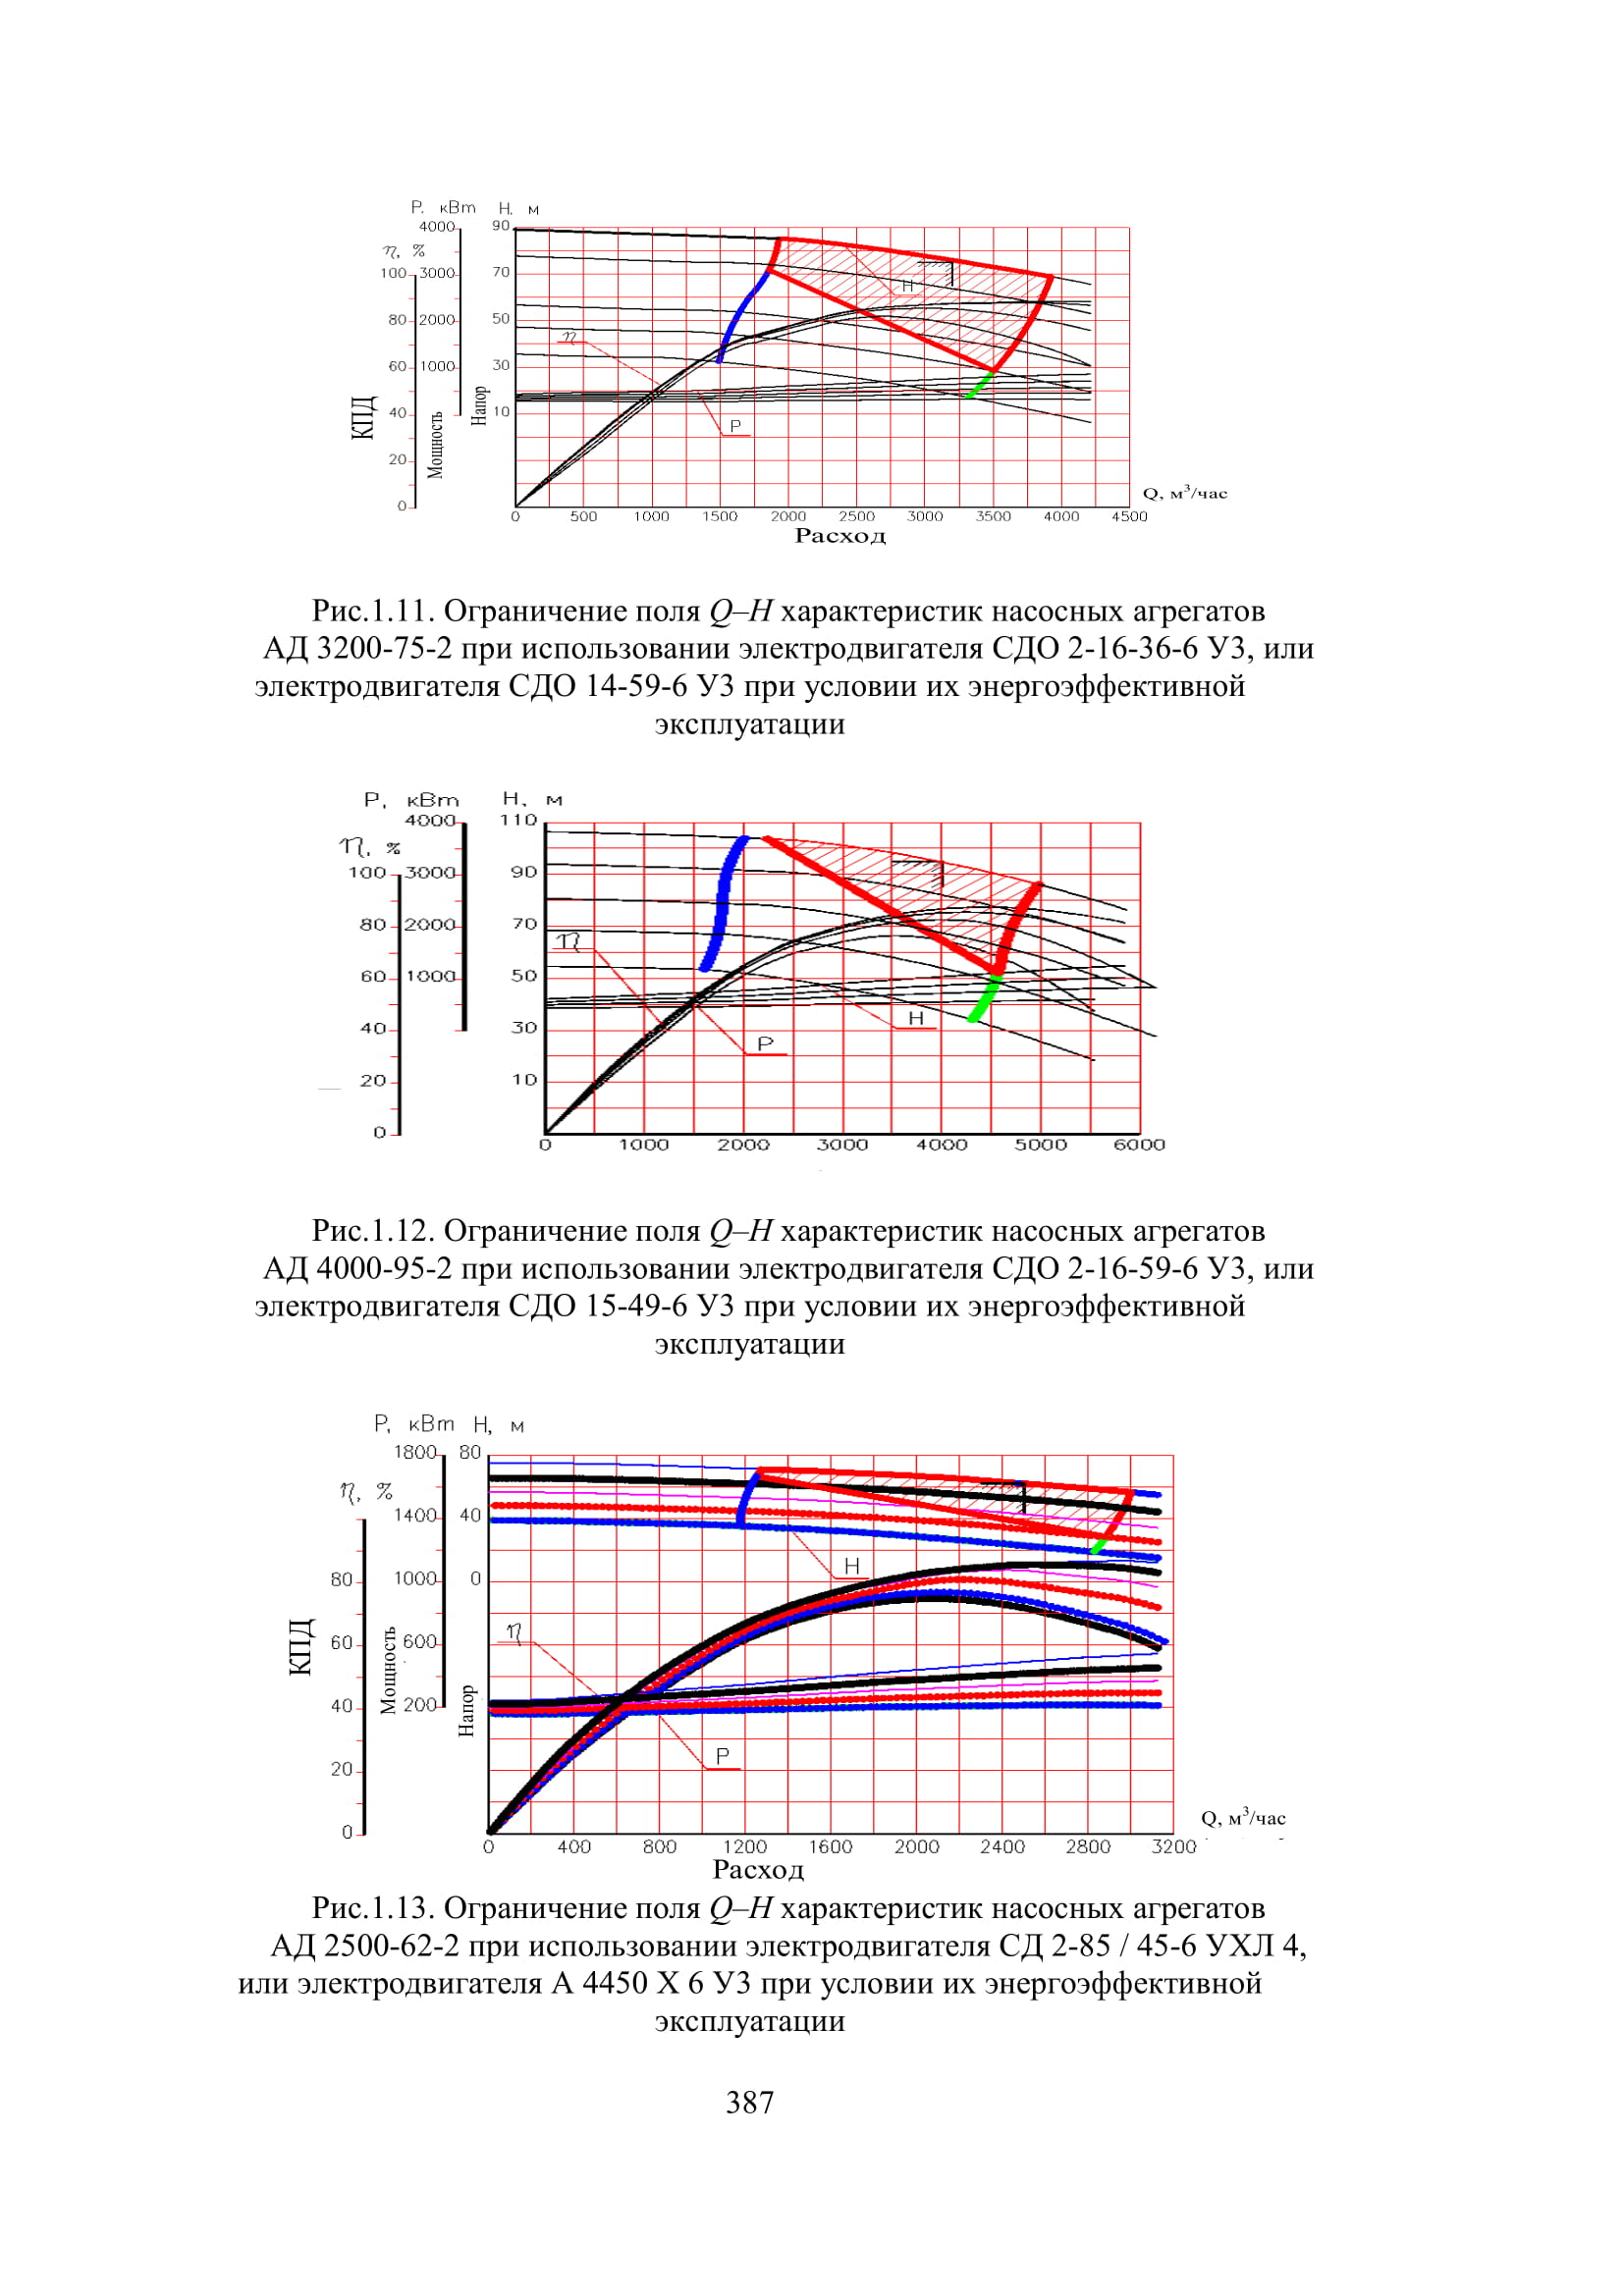 P. кВт H. м
4000 90
η, %
100 3000 70
80 2000 50
60 1000 30
40 10
20
0
КПД
Мощность
Напор
η
H
P
0 500 1000 1500 2000 2500 3000 3500 4000 4500
Q, м³/час
Расход
Рис.1.11. Ограничение поля Q–H характеристик насосных агрегатов
АД 3200-75-2 при использовании электродвигателя СДО 2-16-36-6 У3, или
электродвигателя СДО 14-59-6 У3 при условии их энергоэффективной
эксплуатации
P, кВт H, м
4000 110
η, %
100 3000 90
80 2000 70
60 1000 50
40 30
20 10
0
η
H
P
0 1000 2000 3000 4000 5000 6000
Рис.1.12. Ограничение поля Q–H характеристик насосных агрегатов
АД 4000-95-2 при использовании электродвигателя СДО 2-16-59-6 У3, или
электродвигателя СДО 15-49-6 У3 при условии их энергоэффективной
эксплуатации
P, кВт H, м
1800 80
η, %
1400 40
80 1000 0
60 600
40 200
20
0
КПД
Мощность
Напор
H
η
P
0 400 800 1200 1600 2000 2400 2800 3200
Q, м³/час
Расход
Рис.1.13. Ограничение поля Q–H характеристик насосных агрегатов
АД 2500-62-2 при использовании электродвигателя СД 2-85 / 45-6 УХЛ 4,
или электродвигателя А 4450 Х 6 У3 при условии их энергоэффективной
эксплуатации
387